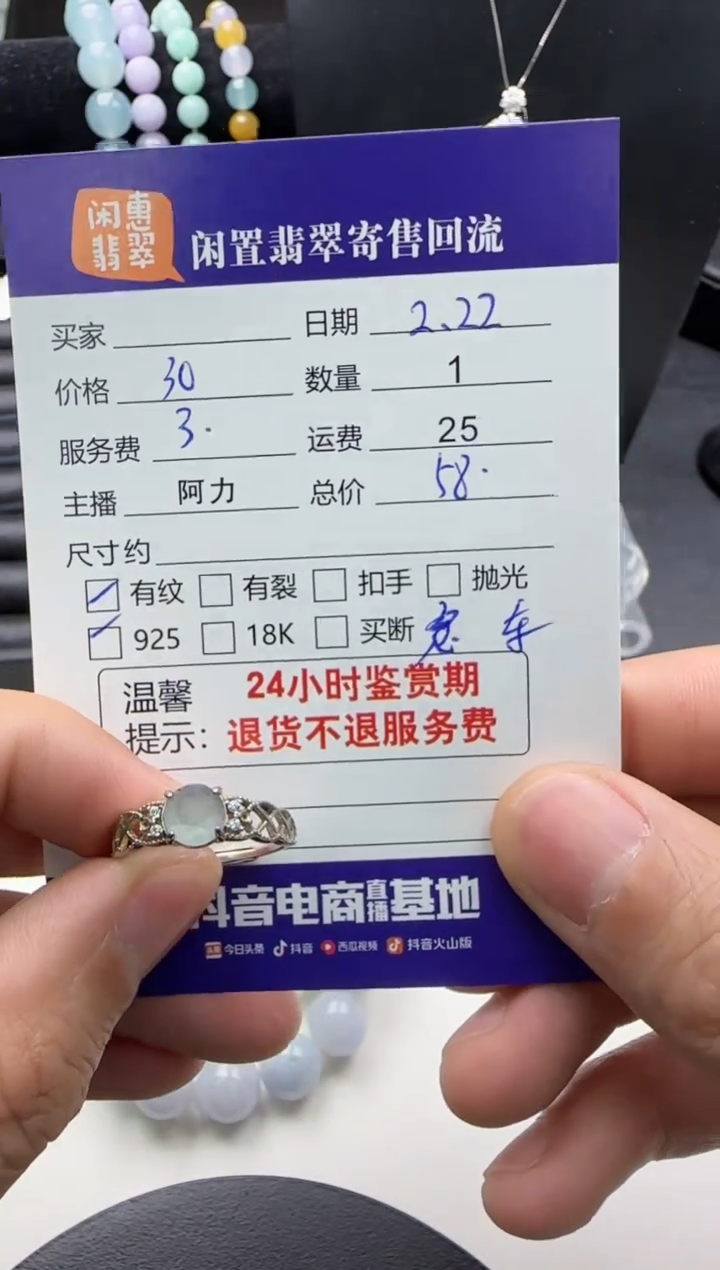 闲惠
翡翠
闲置翡翠寄售回流
买家 日期 2.22
价格 30 数量 1
服务费 3. 运费 25
主播 阿力 总价 58.
尺寸约
有纹 有裂 扣手 抛光
925 18K 买断
温馨 24小时鉴赏期
提示: 退货不退服务费
抖音电商直播基地
头条 今日头条 抖音 西瓜视频 抖音火山版